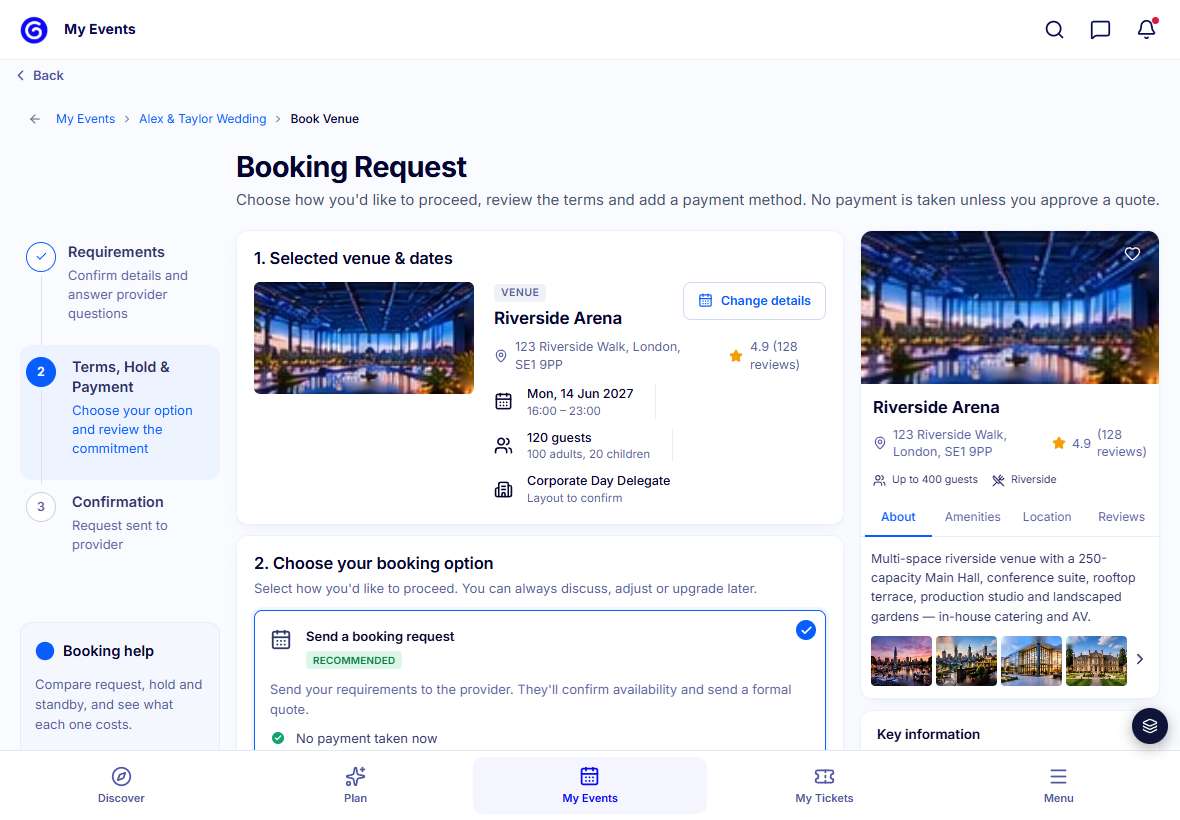 My Events
Back
My Events
Alex & Taylor Wedding
Book Venue
Booking Request
Choose how you'd like to proceed, review the terms and add a payment method. No payment is taken unless you approve a quote.
Requirements
Confirm details and
answer provider
questions
2
Terms, Hold &
Payment
Choose your option
and review the
commitment
3
Confirmation
Request sent to
provider
Booking help
Compare request, hold and
standby, and see what
each one costs.
1. Selected venue & dates
VENUE
Riverside Arena
Change details
123 Riverside Walk, London,
SE1 9PP
4.9 (128
reviews)
Mon, 14 Jun 2027
16:00 – 23:00
120 guests
100 adults, 20 children
Corporate Day Delegate
Layout to confirm
2. Choose your booking option
Select how you'd like to proceed. You can always discuss, adjust or upgrade later.
Send a booking request
RECOMMENDED
Send your requirements to the provider. They'll confirm availability and send a formal
quote.
No payment taken now
Riverside Arena
123 Riverside Walk,
London, SE1 9PP
4.9
(128
reviews)
Up to 400 guests
Riverside
About
Amenities
Location
Reviews
Multi-space riverside venue with a 250-
capacity Main Hall, conference suite, rooftop
terrace, production studio and landscaped
gardens — in-house catering and AV.
Key information
Discover
Plan
My Events
My Tickets
Menu